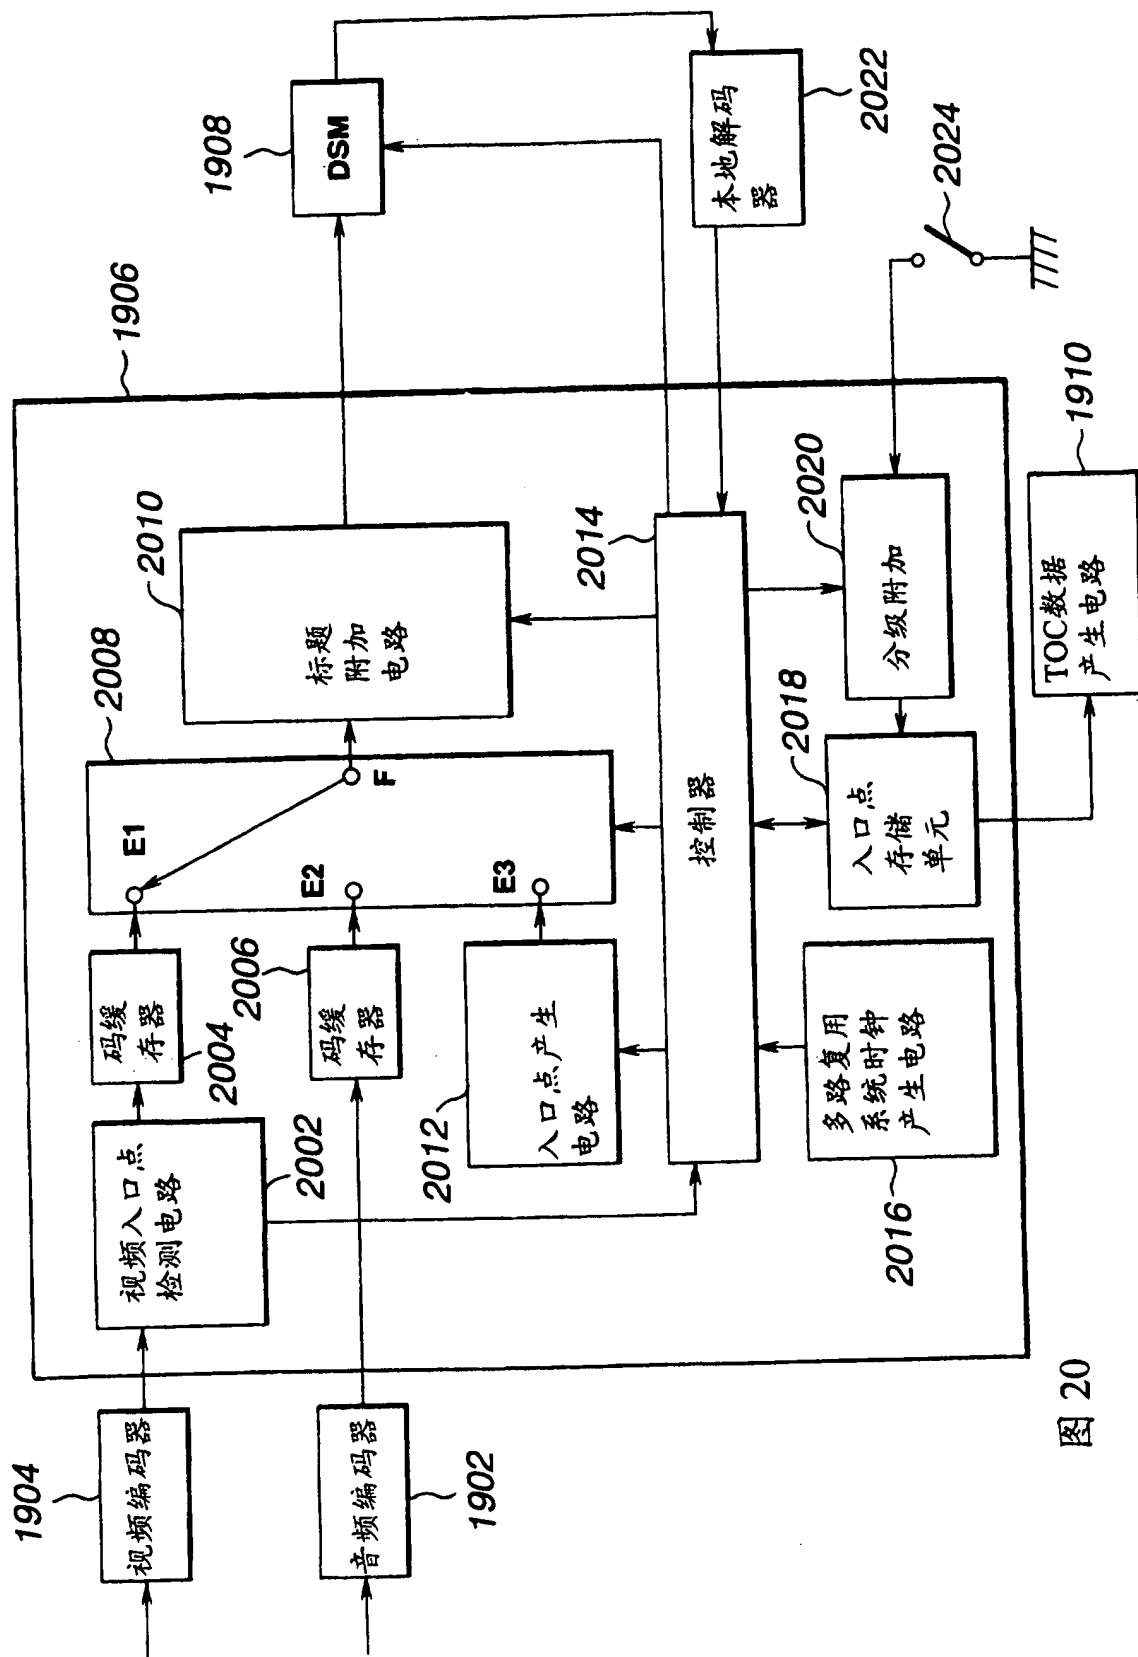 1904
视频编码器
1902
音频编码器
1906
视频入口点
检测电路
2002
码缓
存器
2004
码缓
存器
2006
2008
E1
E2
E3
F
2010
标题
附加
电路
1908
DSM
入口点产生
电路
2012
控制器
2014
本地解码
器
2022
多路复用
系统时钟
产生电路
2016
入口点
存储
单元
2018
分级附加
2020
2024
TOC数据
产生电路
1910
图 20